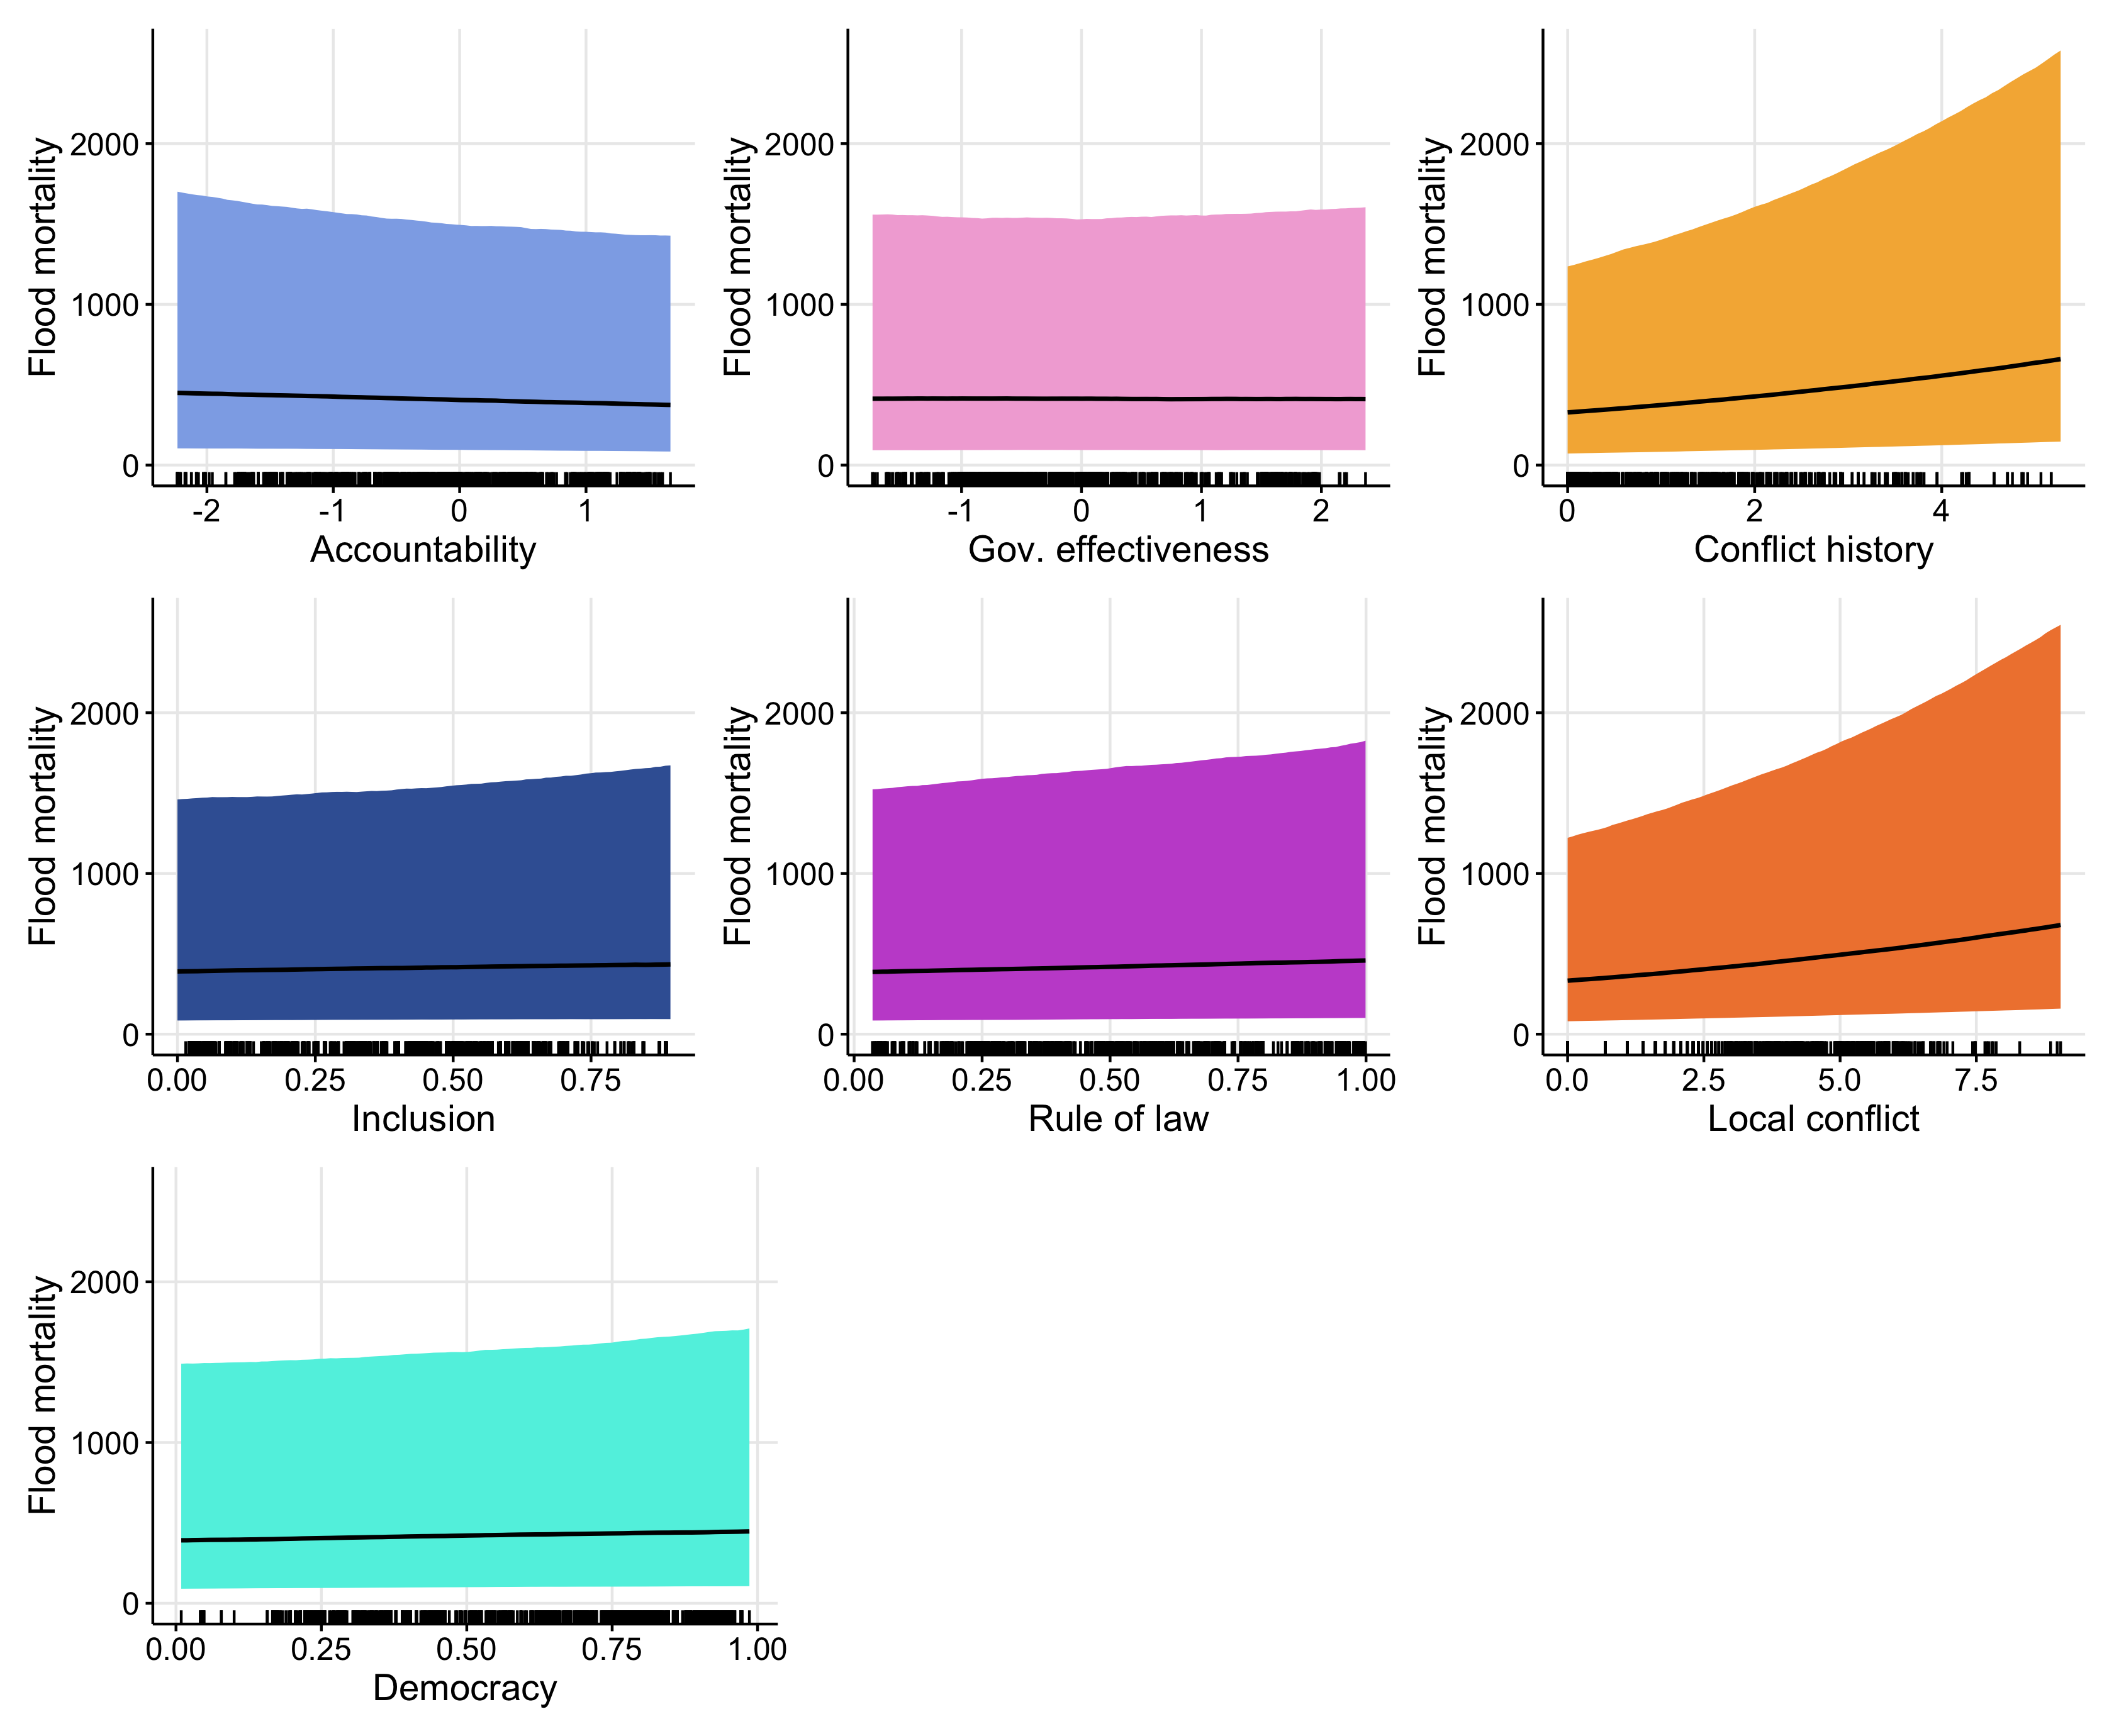 Flood mortality
2000
1000
0
-2 -1 0 1
Accountability
Flood mortality
2000
1000
0
-1 0 1 2
Gov. effectiveness
Flood mortality
2000
1000
0
0 2 4
Conflict history
Flood mortality
2000
1000
0
0.00 0.25 0.50 0.75
Inclusion
Flood mortality
2000
1000
0
0.00 0.25 0.50 0.75 1.00
Rule of law
Flood mortality
2000
1000
0
0.0 2.5 5.0 7.5
Local conflict
Flood mortality
2000
1000
0
0.00 0.25 0.50 0.75 1.00
Democracy